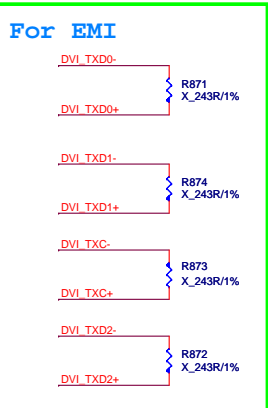 For EMI
DVI_TXD0-
R871
X_243R/1%
DVI_TXD0+
DVI_TXD1-
R874
X_243R/1%
DVI_TXD1+
DVI_TXC-
R873
X_243R/1%
DVI_TXC+
DVI_TXD2-
R872
X_243R/1%
DVI_TXD2+